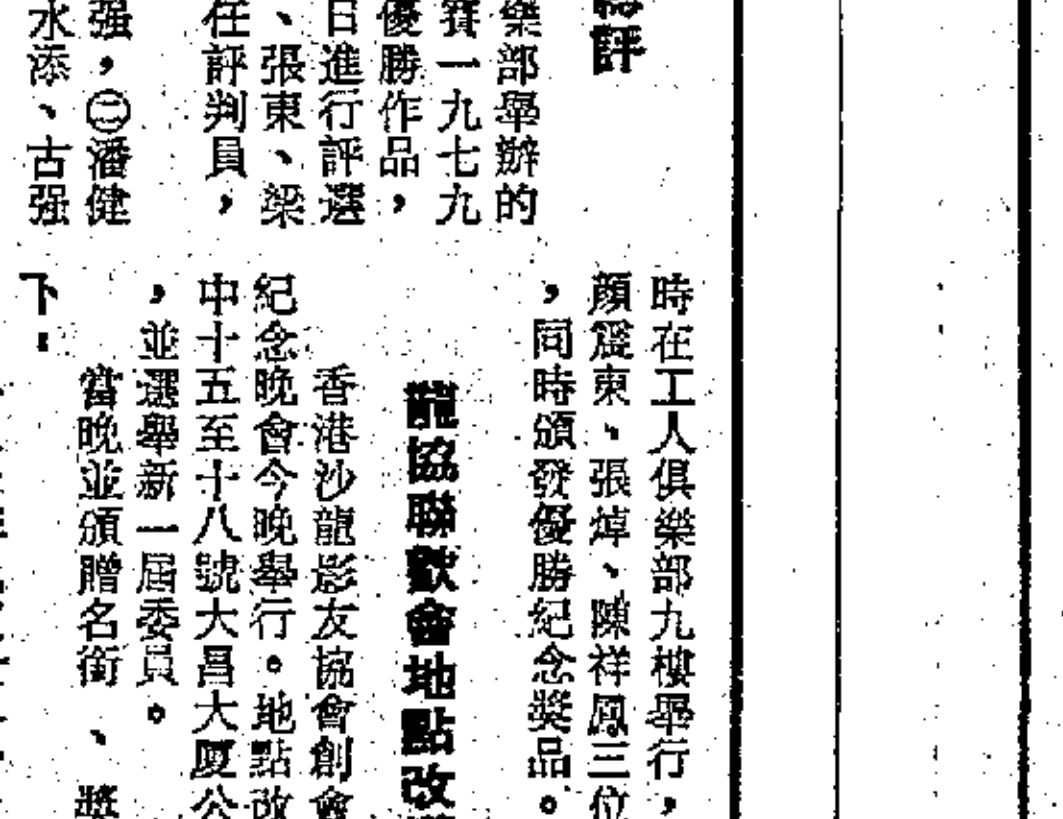 評
樂部舉辦的
賽一九七九
優勝作品，
日進行評選
、張東、梁
任評判員，
强，㊁潘健
水添、古强
時在工人俱樂部九樓舉行，
顏震東、張焯、陳祥鳳三位
，同時頒發優勝紀念獎品。
龍協聯歡會地點改
香港沙龍影友協會創會
紀念晚會今晚舉行。地點改
中十五至十八號大昌大廈公
，並選舉新一屆委員。
當晚並頒贈名銜、獎
下：